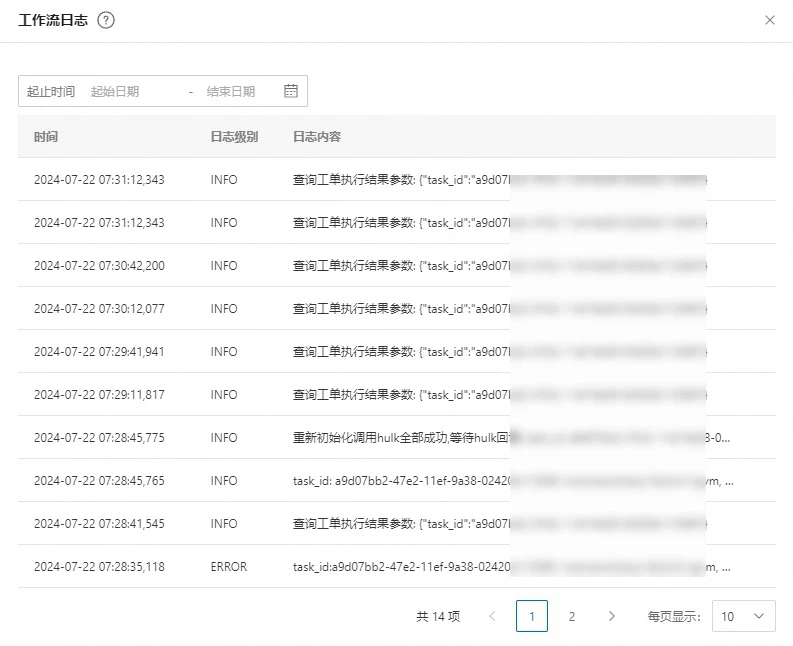 工作流日志 ?
起止时间 起始日期 - 结束日期
时间 日志级别 日志内容
2024-07-22 07:31:12,343 INFO 查询工单执行结果参数: {"task_id":"a9d07
2024-07-22 07:31:12,343 INFO 查询工单执行结果参数: {"task_id":"a9d07
2024-07-22 07:30:42,200 INFO 查询工单执行结果参数: {"task_id":"a9d07
2024-07-22 07:30:12,077 INFO 查询工单执行结果参数: {"task_id":"a9d07
2024-07-22 07:29:41,941 INFO 查询工单执行结果参数: {"task_id":"a9d07
2024-07-22 07:29:11,817 INFO 查询工单执行结果参数: {"task_id":"a9d07
2024-07-22 07:28:45,775 INFO 重新初始化调用hulk全部成功,等待hulk回 8-0...
2024-07-22 07:28:45,765 INFO task_id: a9d07bb2-47e2-11ef-9a38-02420 vm, ...
2024-07-22 07:28:41,545 INFO 查询工单执行结果参数: {"task_id":"a9d07
2024-07-22 07:28:35,118 ERROR task_id:a9d07bb2-47e2-11ef-9a38-02420 m, ...
共 14 项 1 2 每页显示: 10